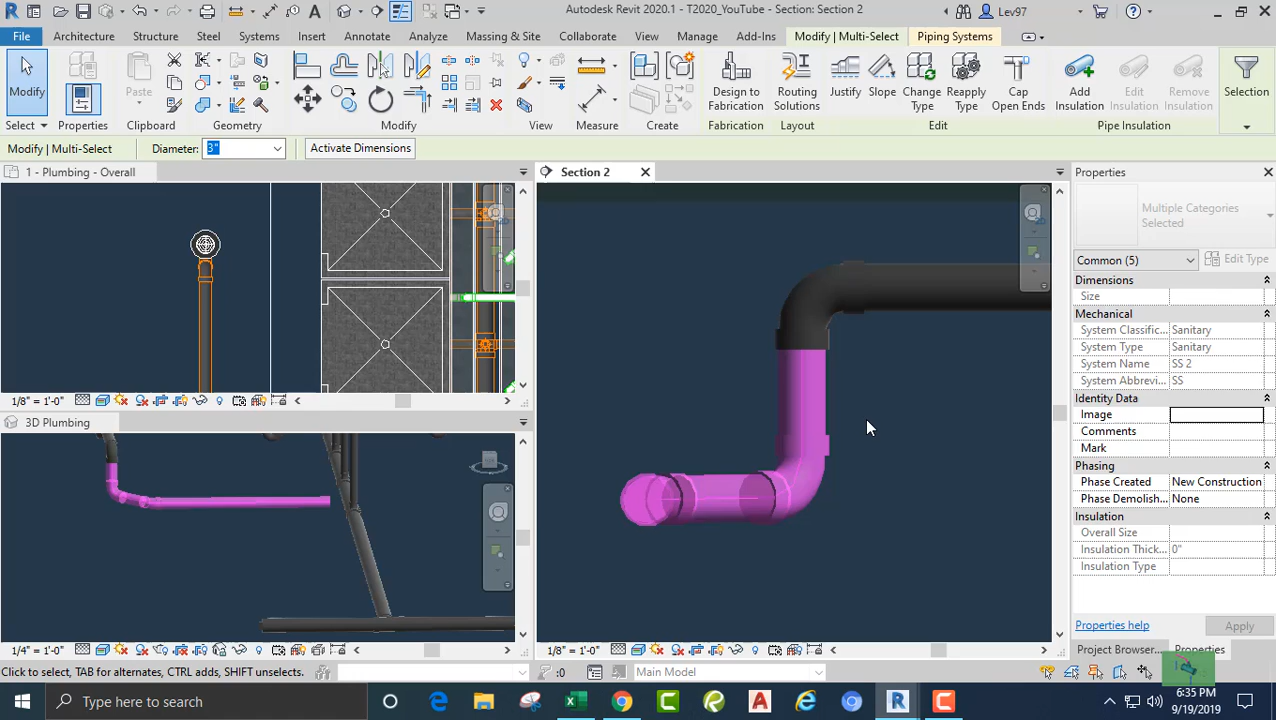 Autodesk Revit 2020.1 - T2020_YouTube - Section: Section 2
Lev97
File Architecture Structure Steel Systems Insert Annotate Analyze Massing & Site Collaborate View Manage Add-Ins Modify | Multi-Select Piping Systems
Modify
Paste
Design to Fabrication
Routing Solutions
Justify
Slope
Change Type
Reapply Type
Cap Open Ends
Add Insulation
Edit Insulation
Remove Insulation
Selection
Select Properties Clipboard Geometry Modify View Measure Create Fabrication Layout Edit Pipe Insulation
Modify | Multi-Select Diameter: 3" Activate Dimensions
1 - Plumbing - Overall
Section 2
Properties
Multiple Categories
Selected
Common (5) Edit Type
Dimensions
Size
Mechanical
System Classific... Sanitary
System Type Sanitary
System Name SS 2
System Abbrevi... SS
Identity Data
Image
Comments
Mark
Phasing
Phase Created New Construction
Phase Demolish... None
Insulation
Overall Size
Insulation Thick... 0"
Insulation Type
Properties help Apply
Project Browser... Properties
1/8" = 1'-0"
3D Plumbing
1/4" = 1'-0"
1/8" = 1'-0"
Click to select, TAB for alternates, CTRL adds, SHIFT unselects.
:0
Main Model
Type here to search
6:35 PM
9/19/2019